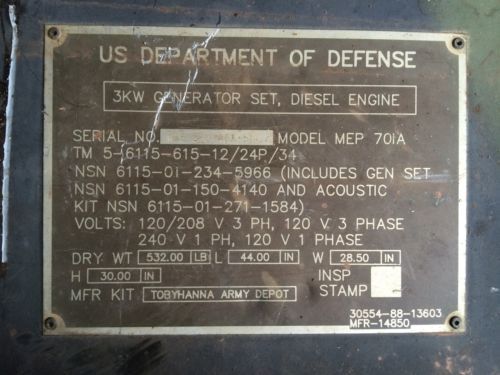 US DEPARTMENT OF DEFENSE
3KW GENERATOR SET, DIESEL ENGINE
SERIAL NO. MODEL MEP 701A
TM 5-6115-615-12/24P/34
NSN 6115-01-234-5966 (INCLUDES GEN SET
NSN 6115-01-150-4140 AND ACOUSTIC
KIT NSN 6115-01-271-1584)
VOLTS: 120/208 V 3 PH, 120 V 3 PHASE
240 V 1 PH, 120 V 1 PHASE
DRY WT 532.00 LB L 44.00 IN W 28.50 IN
H 30.00 IN INSP
STAMP
MFR KIT TOBYHANNA ARMY DEPOT
30554-88-13603
MFR-14850